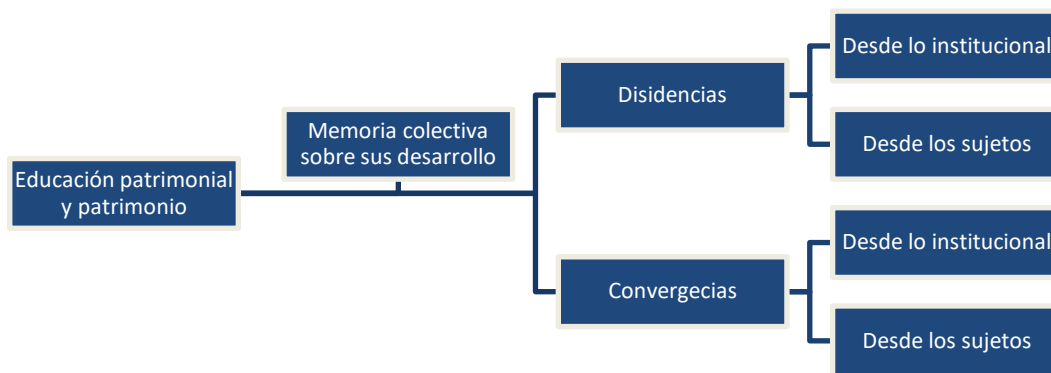 Educación patrimonial
y patrimonio
Memoria colectiva
sobre sus desarrollo
Disidencias
Desde lo institucional
Desde los sujetos
Convergecias
Desde lo institucional
Desde los sujetos